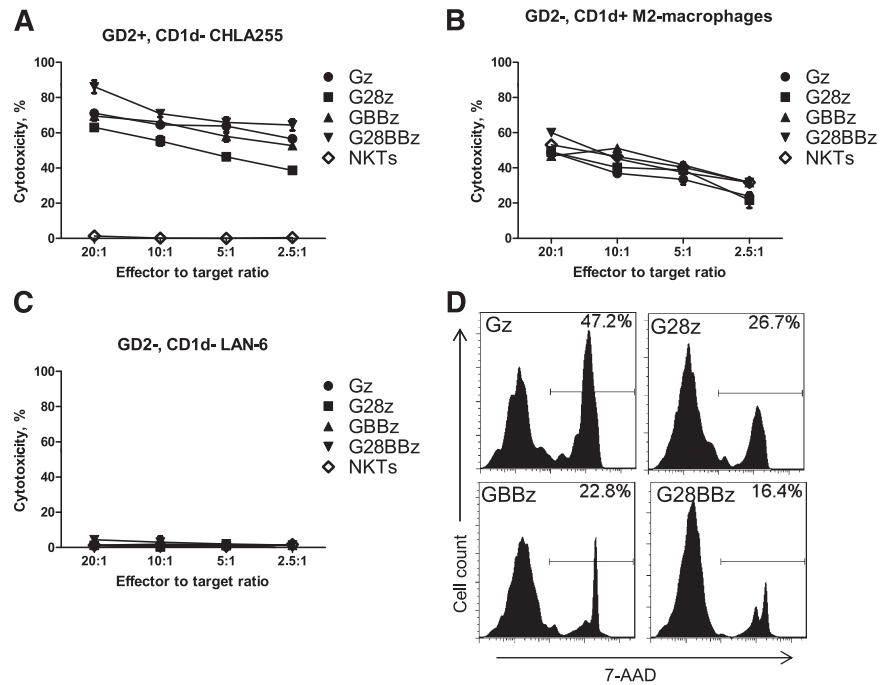 A
GD2+, CD1d- CHLA255
Cytotoxicity, %
100
80
60
40
20
0
20:1 10:1 5:1 2.5:1
Effector to target ratio
Gz
G28z
GBBz
G28BBz
NKTs
B
GD2-, CD1d+ M2-macrophages
Cytotoxicity, %
100
80
60
40
20
0
20:1 10:1 5:1 2.5:1
Effector to target ratio
Gz
G28z
GBBz
G28BBz
NKTs
C
GD2-, CD1d- LAN-6
Cytotoxicity, %
100
80
60
40
20
0
20:1 10:1 5:1 2.5:1
Effector to target ratio
Gz
G28z
GBBz
G28BBz
NKTs
D
Gz 47.2%
G28z 26.7%
GBBz 22.8%
G28BBz 16.4%
Cell count
7-AAD